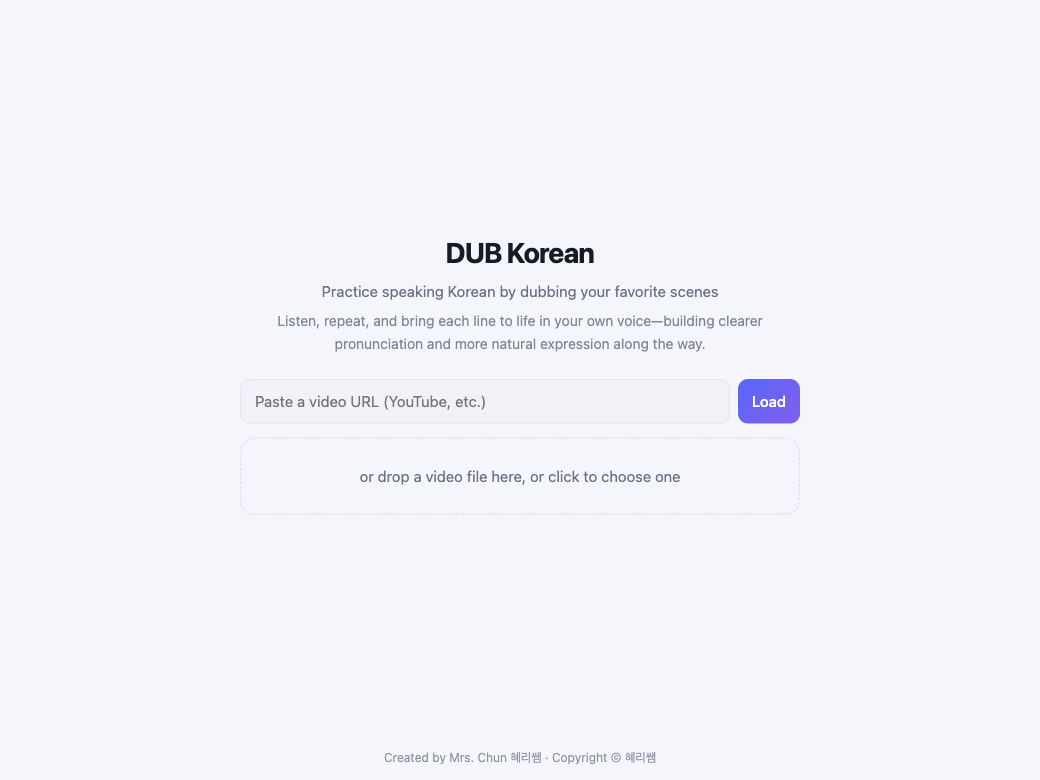 DUB Korean
Practice speaking Korean by dubbing your favorite scenes
Listen, repeat, and bring each line to life in your own voice—building clearer
pronunciation and more natural expression along the way.
Paste a video URL (YouTube, etc.)
Load
or drop a video file here, or click to choose one
Created by Mrs. Chun 혜리쌤 · Copyright © 혜리쌤